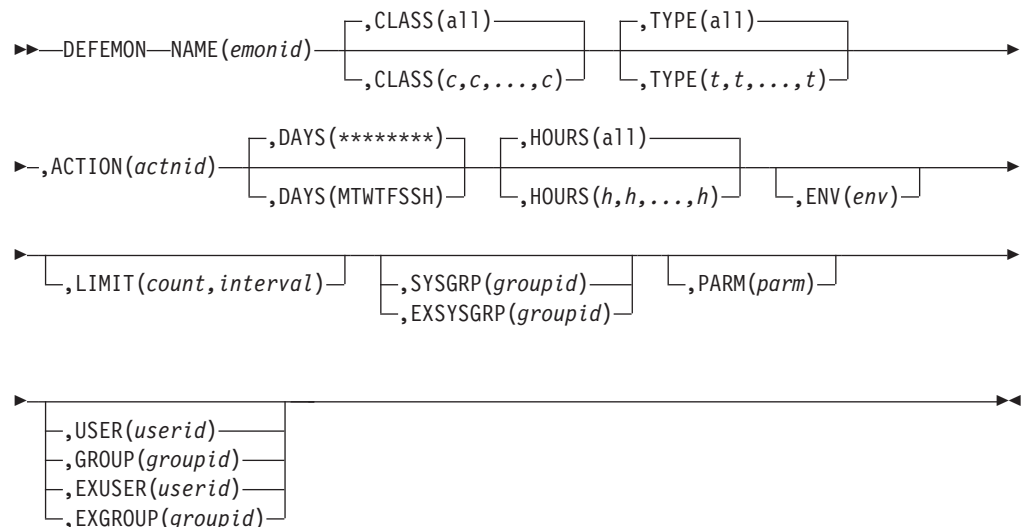 ,CLASS(all) ,TYPE(all)
DEFEMON NAME(emonid)
,CLASS(c,c,...,c) ,TYPE(t,t,...,t)
,DAYS(********) ,HOURS(all)
,ACTION(actnid)
,DAYS(MTWTFSSH) ,HOURS(h,h,...,h) ,ENV(env)
,LIMIT(count,interval) ,SYSGRP(groupid) ,PARM(parm)
,EXSYSGRP(groupid)
,USER(userid)
,GROUP(groupid)
,EXUSER(userid)
,EXGROUP(groupid)